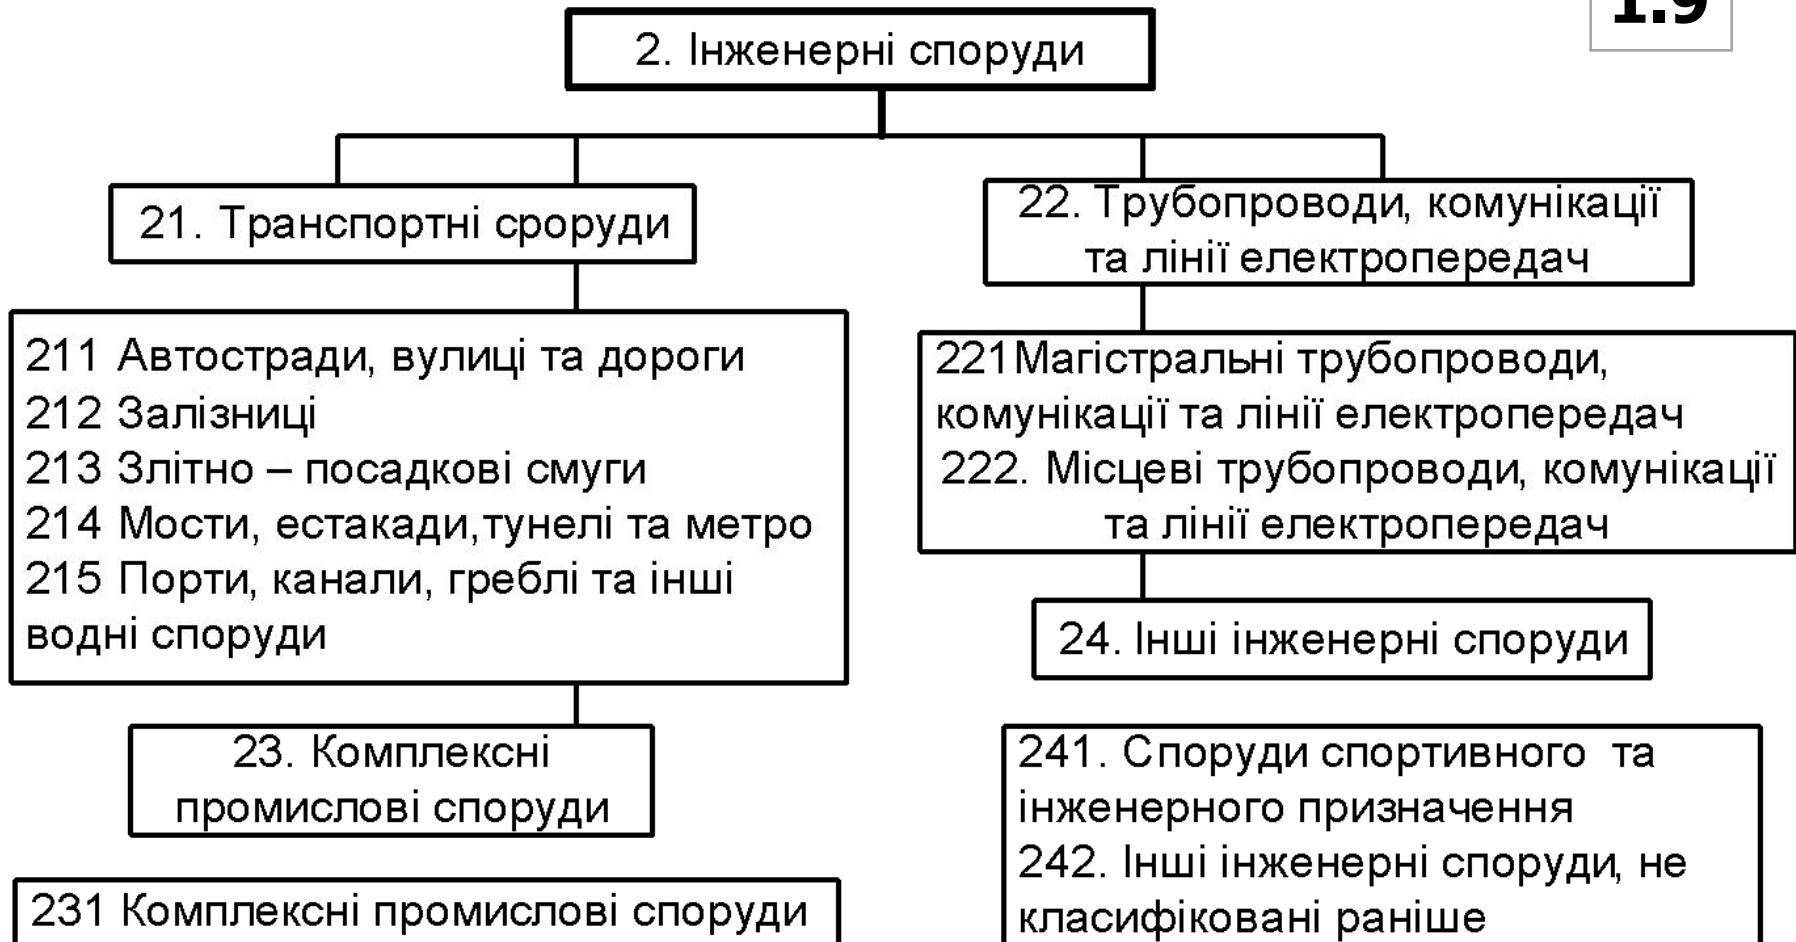 1.9
2. Інженерні споруди
21. Транспортні сроруди
211 Автостради, вулиці та дороги
212 Залізниці
213 Злітно – посадкові смуги
214 Мости, естакади,тунелі та метро
215 Порти, канали, греблі та інші
водні споруди
23. Комплексні
промислові споруди
231 Комплексні промислові споруди
22. Трубопроводи, комунікації
та лінії електропередач
221Магістральні трубопроводи,
комунікації та лінії електропередач
222. Місцеві трубопроводи, комунікації
та лінії електропередач
24. Інші інженерні споруди
241. Споруди спортивного та
інженерного призначення
242. Інші інженерні споруди, не
класифіковані раніше